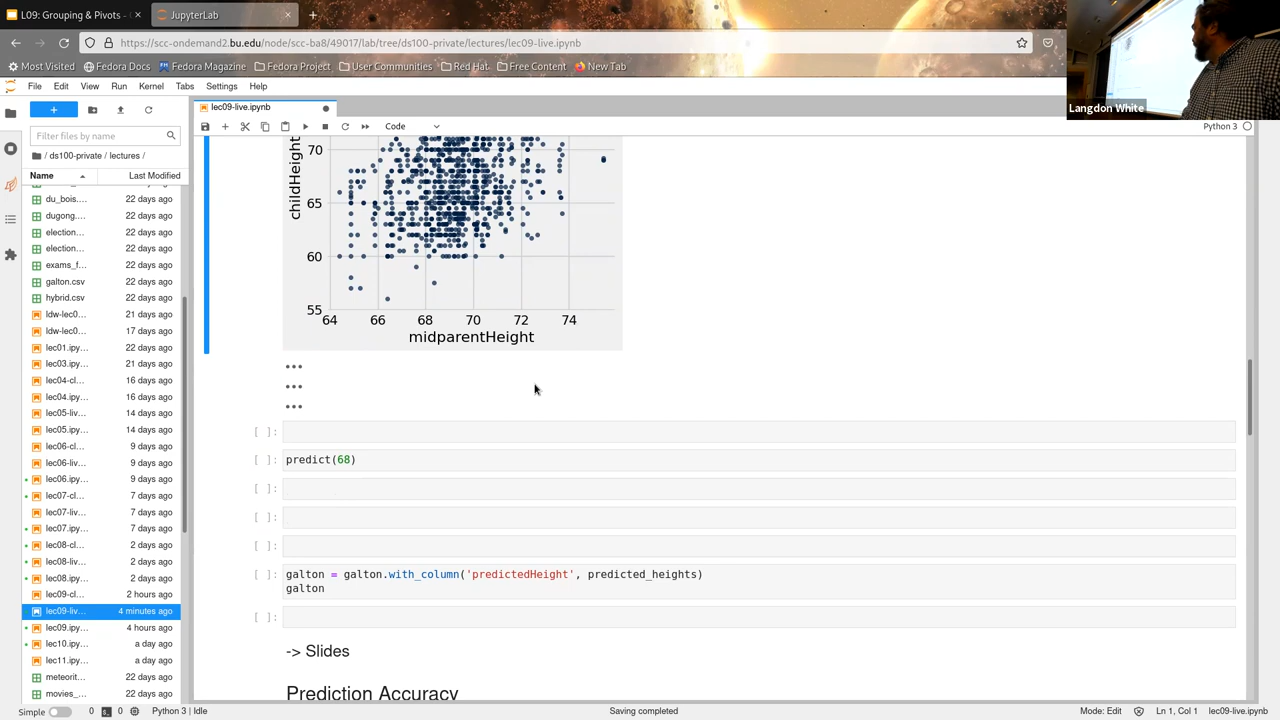 L09: Grouping & Pivots -
JupyterLab
https://scc-ondemand2.bu.edu/node/scc-ba8/49017/lab/tree/ds100-private/lectures/lec09-live.ipynb
Most Visited
Fedora Docs
Fedora Magazine
Fedora Project
User Communities
Red Hat
Free Content
New Tab
Langdon White
File
Edit
View
Run
Kernel
Tabs
Settings
Help
Filter files by name
/ ds100-private / lectures /
Name
Last Modified
du_bois.... 22 days ago
dugong.... 22 days ago
election... 22 days ago
election... 22 days ago
exams_f... 22 days ago
galton.csv 22 days ago
hybrid.csv 22 days ago
ldw-lec0... 21 days ago
ldw-lec0... 17 days ago
lec01.ipy... 22 days ago
lec03.ipy... 21 days ago
lec04-cl... 16 days ago
lec04.ipy... 16 days ago
lec05-liv... 14 days ago
lec05.ipy... 14 days ago
lec06-cl... 9 days ago
lec06-liv... 9 days ago
lec06.ipy... 9 days ago
lec07-cl... 7 days ago
lec07-liv... 7 days ago
lec07.ipy... 7 days ago
lec08-cl... 2 days ago
lec08-liv... 2 days ago
lec08.ipy... 2 days ago
lec09-cl... 2 hours ago
lec09-liv... 4 minutes ago
lec09.ipy... 4 hours ago
lec10.ipy... a day ago
lec11.ipy... a day ago
meteorit... 22 days ago
movies_... 22 days ago
lec09-live.ipynb
Code
Python 3
childHeight
70
65
60
55
64 66 68 70 72 74
midparentHeight
[ ]:
[ ]: predict(68)
[ ]:
[ ]:
[ ]:
[ ]: galton = galton.with_column('predictedHeight', predicted_heights)
galton
[ ]:
-> Slides
Prediction Accuracy
Simple
0
0
Python 3 | Idle
Saving completed
Mode: Edit
Ln 1, Col 1
lec09-live.ipynb